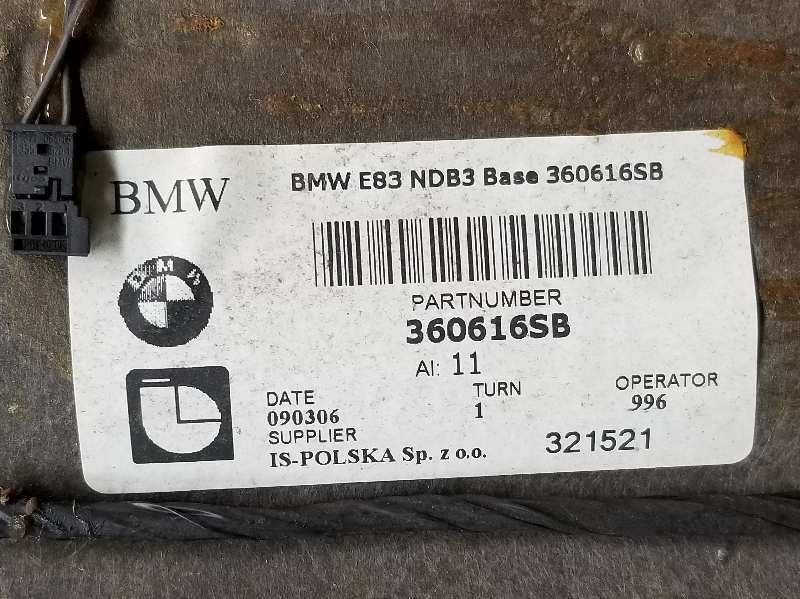 BMW
BMW E83 NDB3 Base 360616SB
BMW
PARTNUMBER
360616SB
AI: 11
DATE TURN OPERATOR
090306 1 996
SUPPLIER
IS-POLSKA Sp. z o.o. 321521